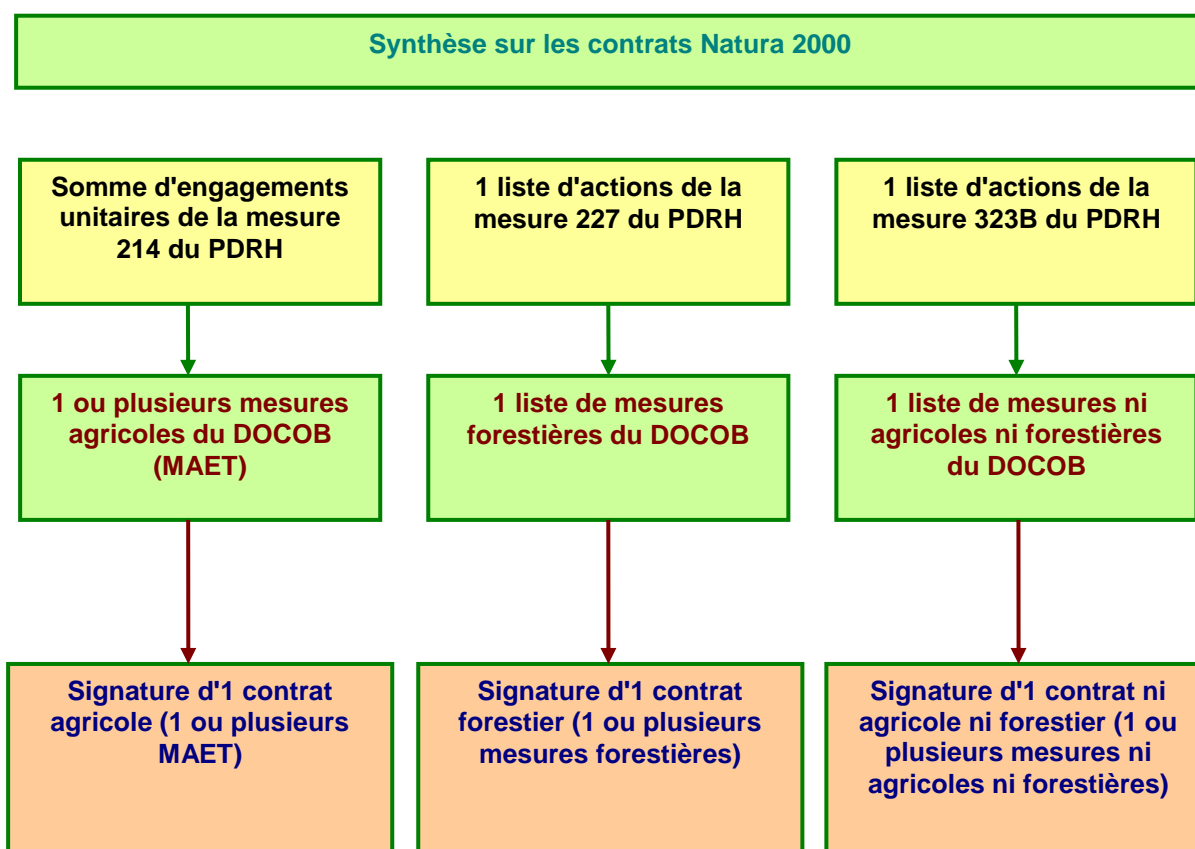 Synthèse sur les contrats Natura 2000
Somme d'engagements
unitaires de la mesure
214 du PDRH
1 liste d'actions de la
mesure 227 du PDRH
1 liste d'actions de la
mesure 323B du PDRH
1 ou plusieurs mesures
agricoles du DOCOB
(MAET)
1 liste de mesures
forestières du DOCOB
1 liste de mesures ni
agricoles ni forestières
du DOCOB
Signature d'1 contrat
agricole (1 ou plusieurs
MAET)
Signature d'1 contrat
forestier (1 ou plusieurs
mesures forestières)
Signature d'1 contrat ni
agricole ni forestier (1 ou
plusieurs mesures ni
agricoles ni forestières)